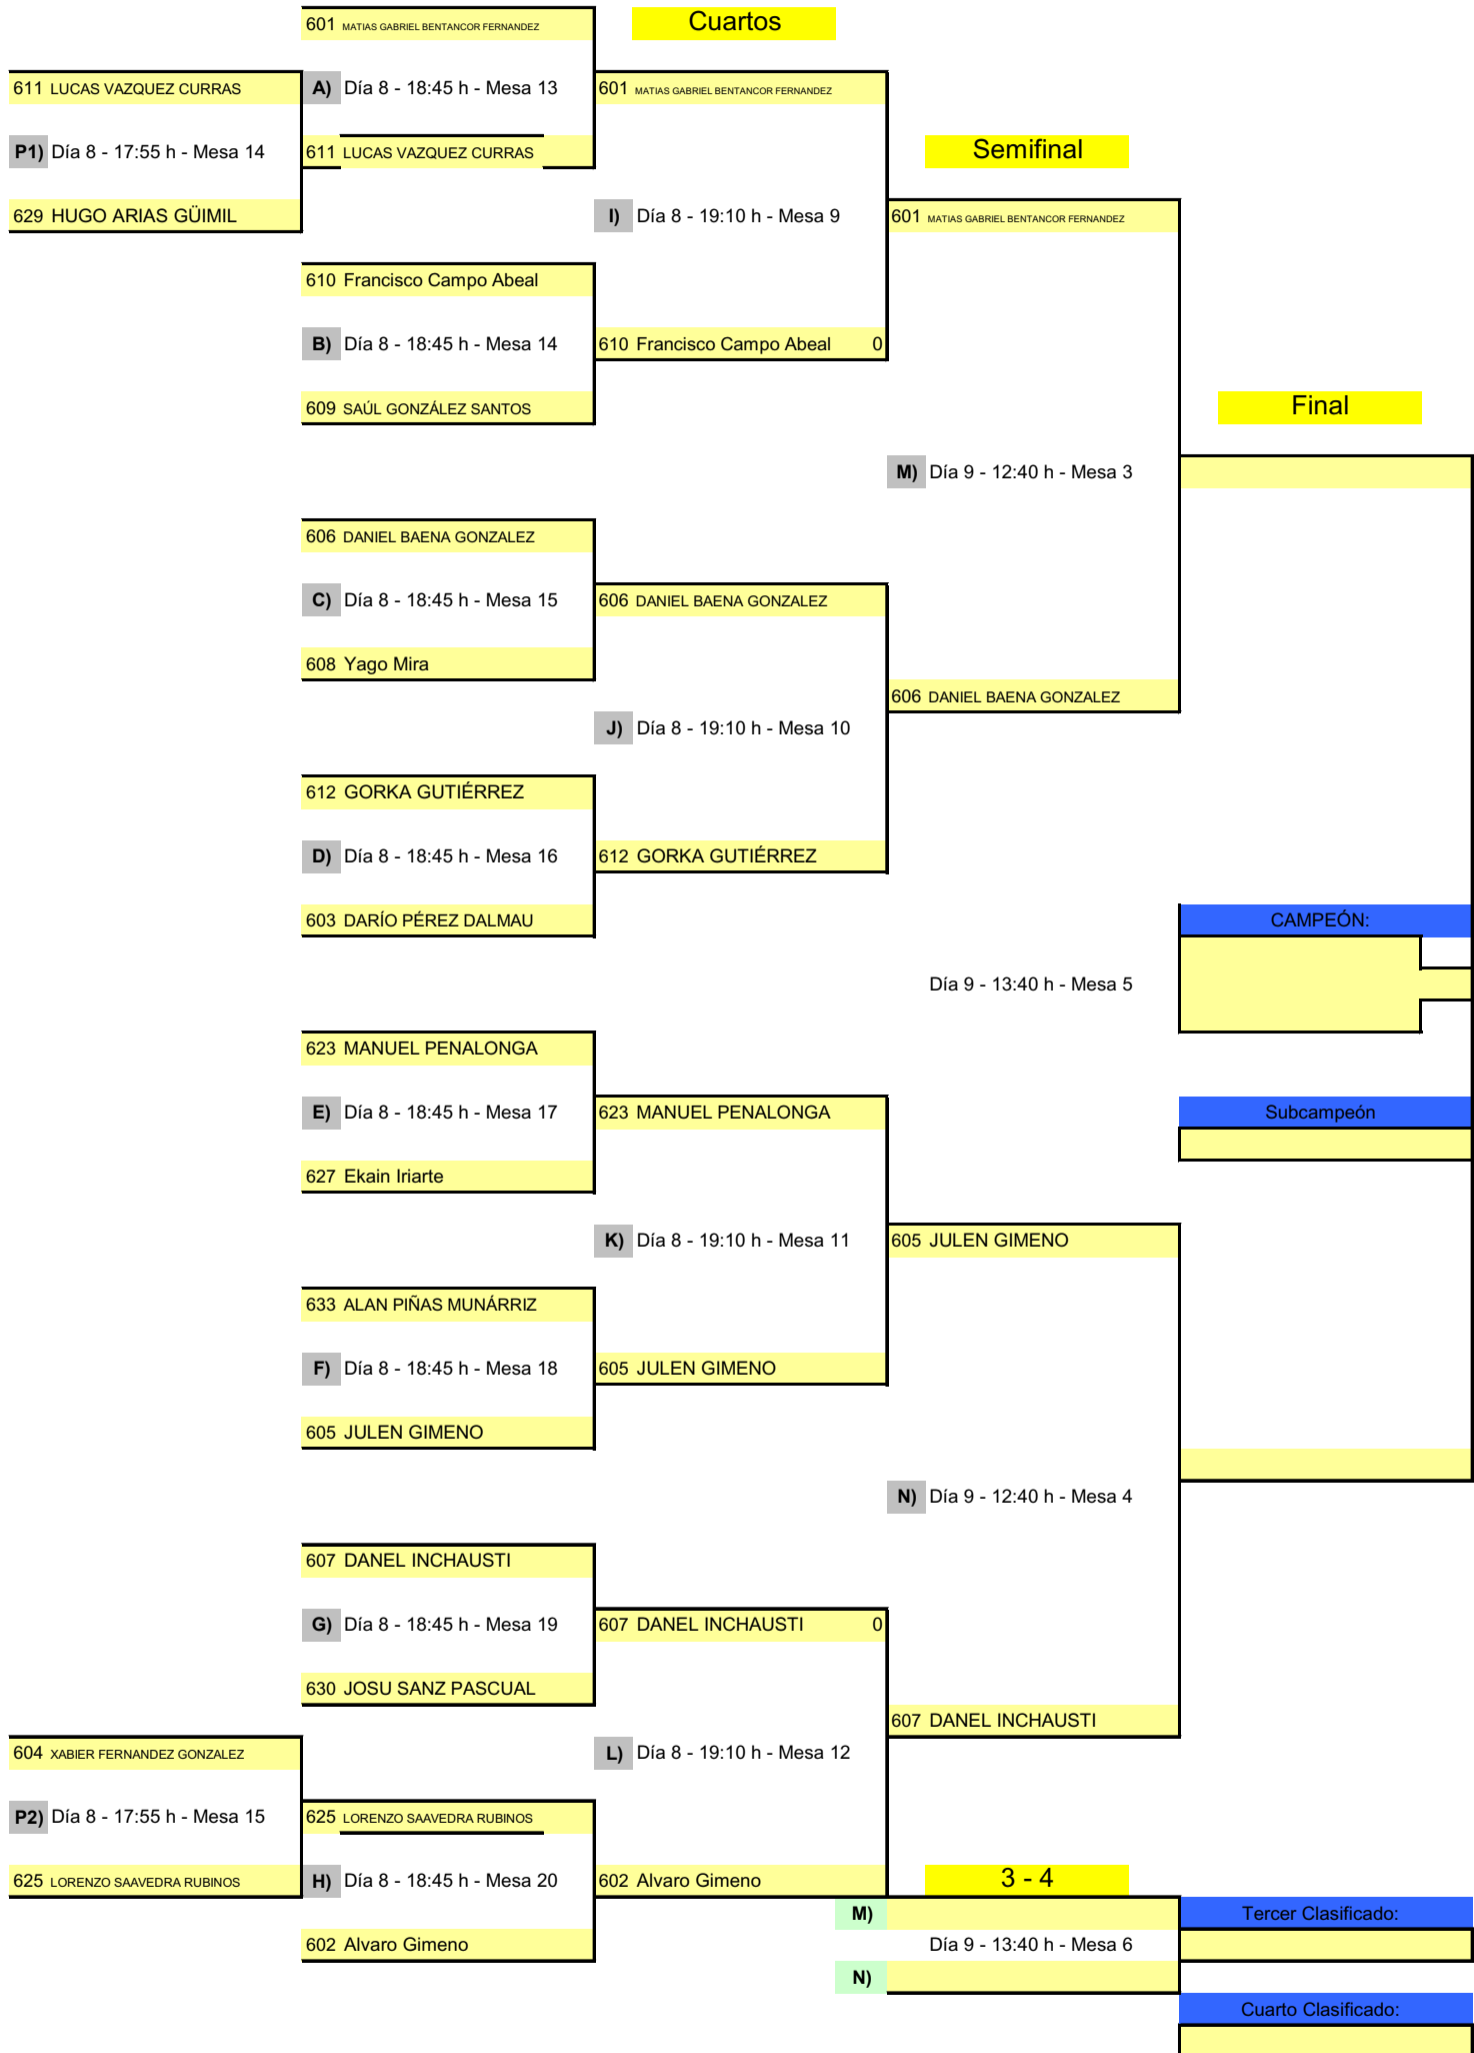 601 MATIAS GABRIEL BENTANCOR FERNANDEZ
Cuartos
611 LUCAS VAZQUEZ CURRAS
A) Día 8 - 18:45 h - Mesa 13
601 MATIAS GABRIEL BENTANCOR FERNANDEZ
P1) Día 8 - 17:55 h - Mesa 14
611 LUCAS VAZQUEZ CURRAS
Semifinal
629 HUGO ARIAS GÜIMIL
I) Día 8 - 19:10 h - Mesa 9
601 MATIAS GABRIEL BENTANCOR FERNANDEZ
610 Francisco Campo Abeal
B) Día 8 - 18:45 h - Mesa 14
610 Francisco Campo Abeal 0
609 SAÚL GONZÁLEZ SANTOS
Final
M) Día 9 - 12:40 h - Mesa 3
606 DANIEL BAENA GONZALEZ
C) Día 8 - 18:45 h - Mesa 15
606 DANIEL BAENA GONZALEZ
608 Yago Mira
606 DANIEL BAENA GONZALEZ
J) Día 8 - 19:10 h - Mesa 10
612 GORKA GUTIÉRREZ
D) Día 8 - 18:45 h - Mesa 16
612 GORKA GUTIÉRREZ
603 DARÍO PÉREZ DALMAU
CAMPEÓN:
Día 9 - 13:40 h - Mesa 5
623 MANUEL PENALONGA
E) Día 8 - 18:45 h - Mesa 17
623 MANUEL PENALONGA
Subcampeón
627 Ekain Iriarte
K) Día 8 - 19:10 h - Mesa 11
605 JULEN GIMENO
633 ALAN PIÑAS MUNÁRRIZ
F) Día 8 - 18:45 h - Mesa 18
605 JULEN GIMENO
605 JULEN GIMENO
N) Día 9 - 12:40 h - Mesa 4
607 DANEL INCHAUSTI
G) Día 8 - 18:45 h - Mesa 19
607 DANEL INCHAUSTI 0
630 JOSU SANZ PASCUAL
607 DANEL INCHAUSTI
604 XABIER FERNANDEZ GONZALEZ
L) Día 8 - 19:10 h - Mesa 12
P2) Día 8 - 17:55 h - Mesa 15
625 LORENZO SAAVEDRA RUBINOS
625 LORENZO SAAVEDRA RUBINOS
H) Día 8 - 18:45 h - Mesa 20
602 Alvaro Gimeno
3 - 4
M)
Tercer Clasificado:
602 Alvaro Gimeno
Día 9 - 13:40 h - Mesa 6
N)
Cuarto Clasificado: